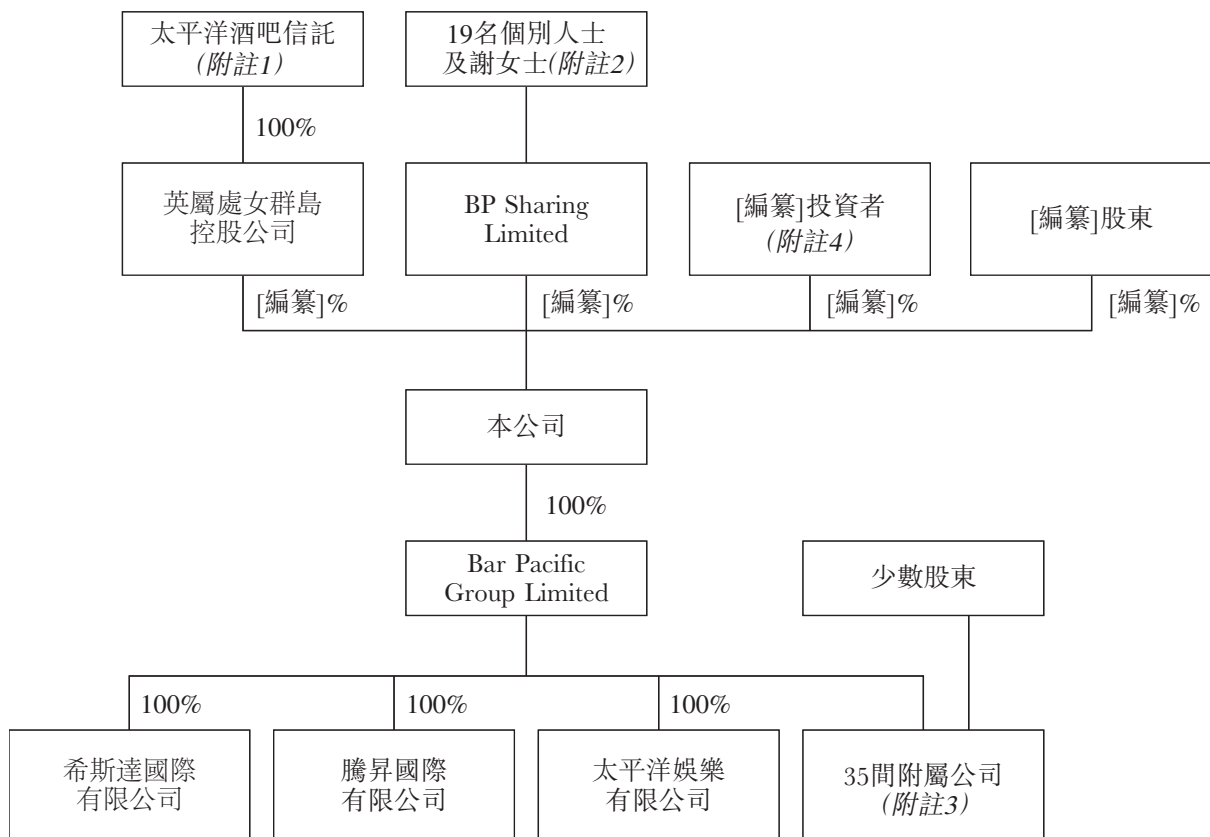 太平洋酒吧信託
(附註1)
19名個別人士
及謝女士(附註2)
100%
英屬處女群島
控股公司
BP Sharing
Limited
[編纂]投資者
(附註4)
[編纂]股東
[編纂]%
[編纂]%
[編纂]%
[編纂]%
本公司
100%
Bar Pacific
Group Limited
少數股東
100%
100%
100%
希斯達國際
有限公司
騰昇國際
有限公司
太平洋娛樂
有限公司
35間附屬公司
(附註3)